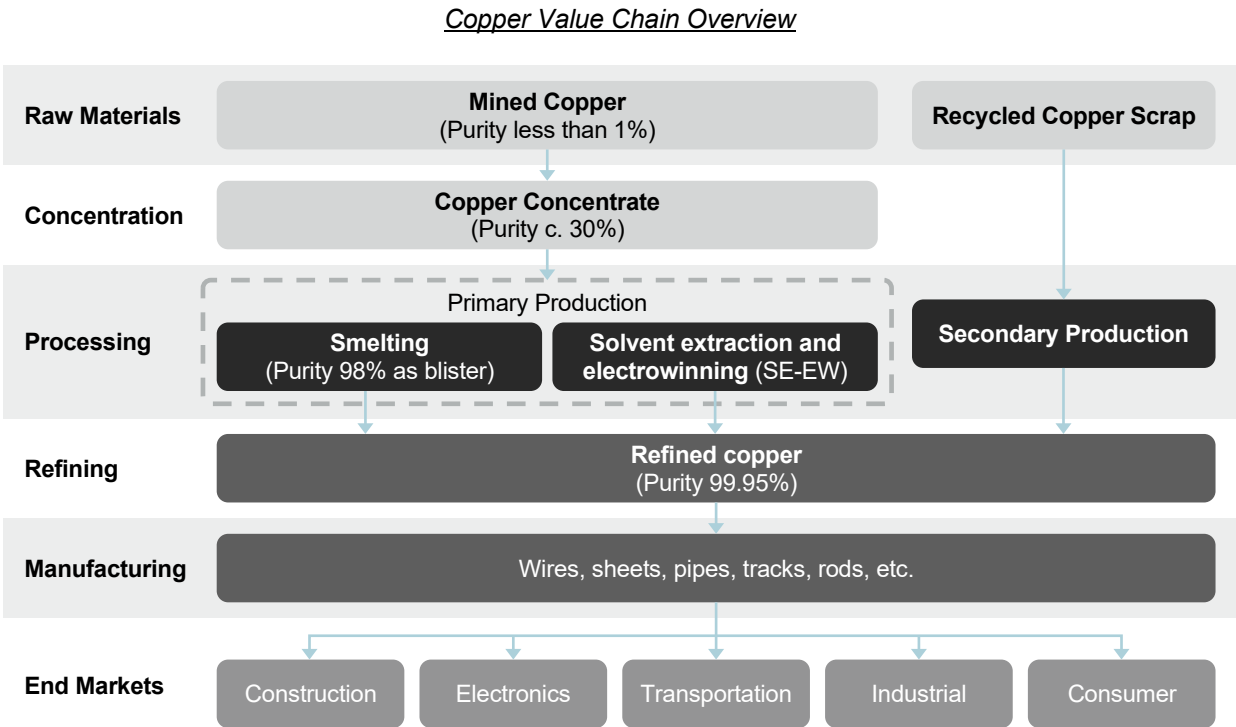 Copper Value Chain Overview
Raw Materials
Mined Copper
(Purity less than 1%)
Recycled Copper Scrap
Concentration
Copper Concentrate
(Purity c. 30%)
Processing
Primary Production
Smelting
(Purity 98% as blister)
Solvent extraction and
electrowinning (SE-EW)
Secondary Production
Refining
Refined copper
(Purity 99.95%)
Manufacturing
Wires, sheets, pipes, tracks, rods, etc.
End Markets
Construction
Electronics
Transportation
Industrial
Consumer